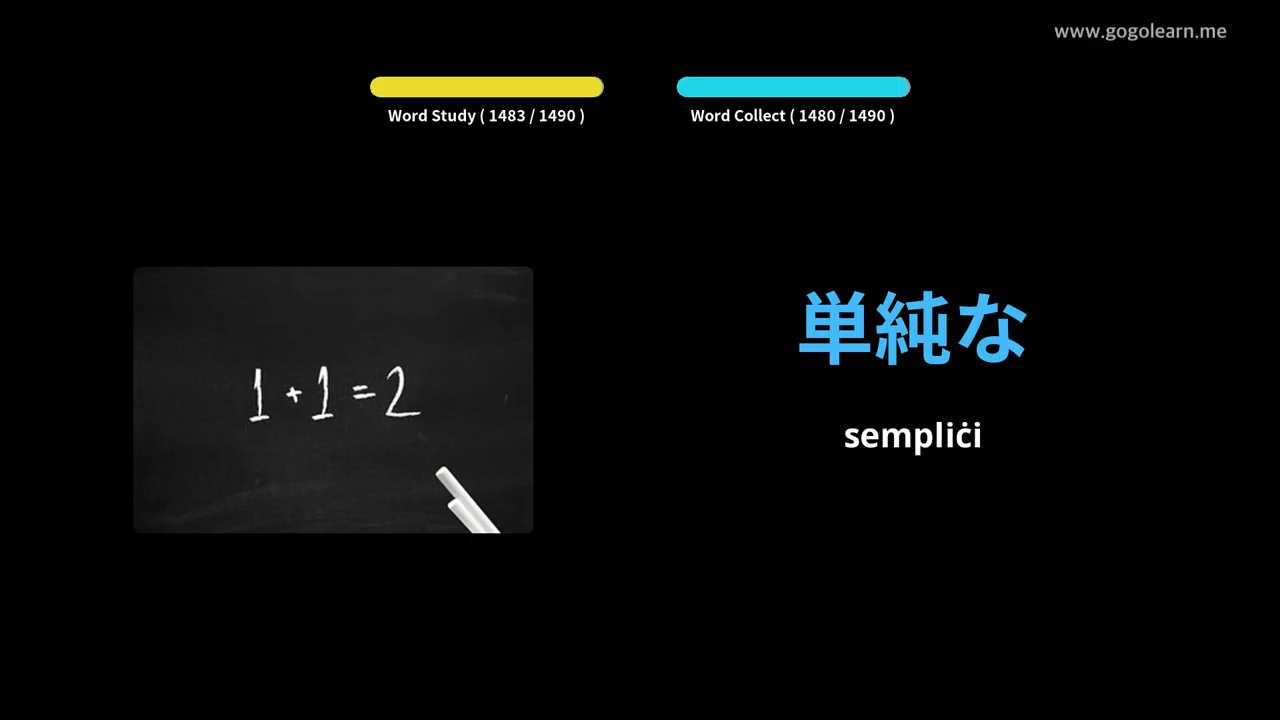 www.gogolearn.me
Word Study ( 1483 / 1490 )
Word Collect ( 1480 / 1490 )
1 + 1 = 2
単純な
sempliċi